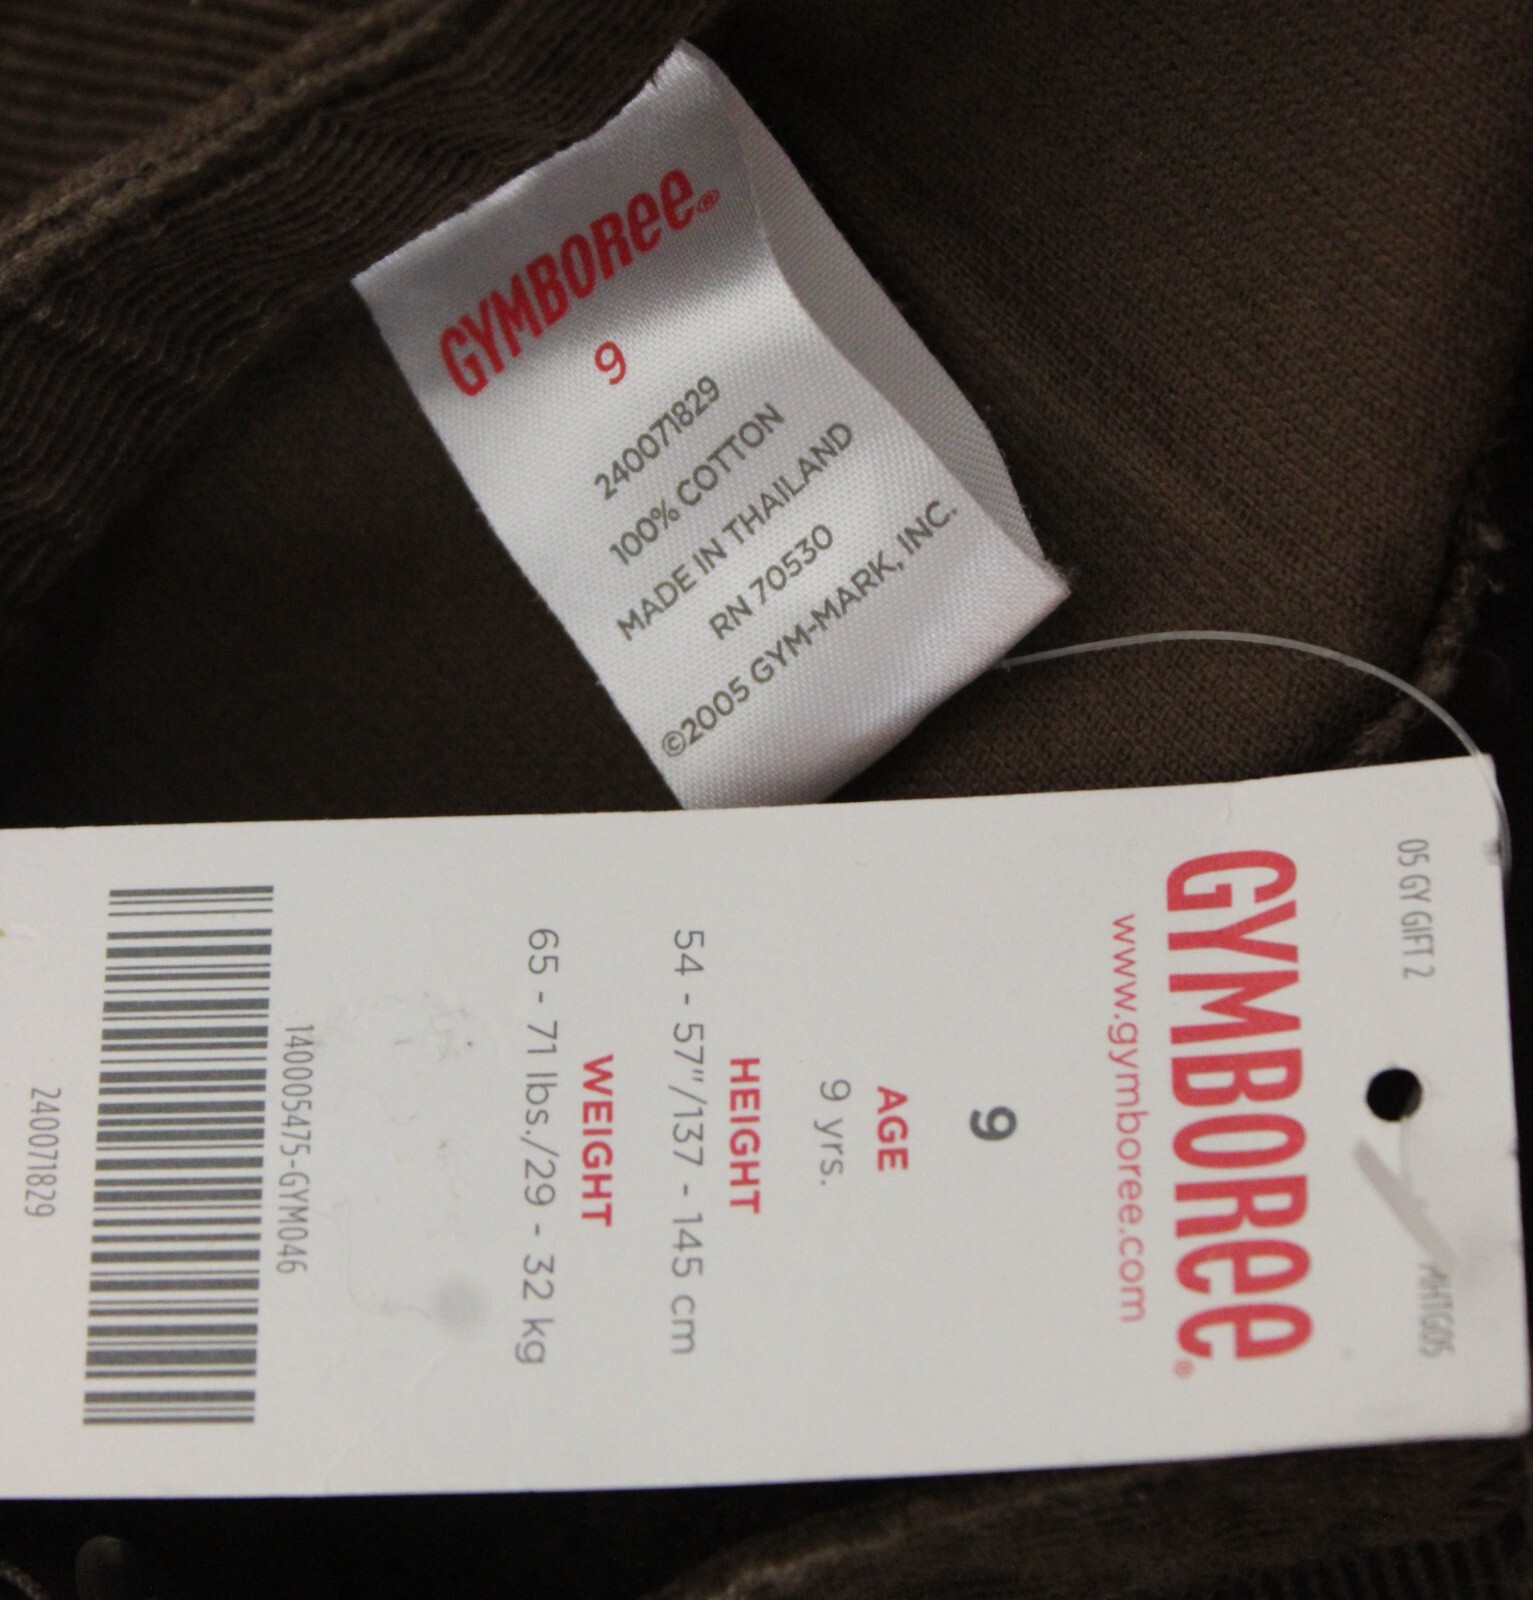 GYMBOREE®
9
240071829
100% COTTON
MADE IN THAILAND
RN 70530
©2005 GYM-MARK, INC.
05 GY GIFT 2
MHTG05
GYMBOREE®
www.gymboree.com
9
AGE
9 yrs.
HEIGHT
54 - 57"/137 - 145 cm
WEIGHT
65 - 71 lbs./29 - 32 kg
140005475-GYM046
240071829